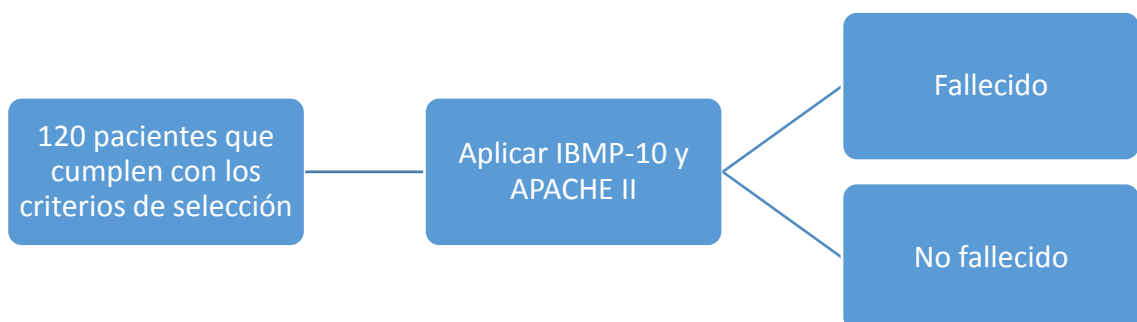 120 pacientes que
cumplen con los
criterios de selección
Aplicar IBMP-10 y
APACHE II
Fallecido
No fallecido